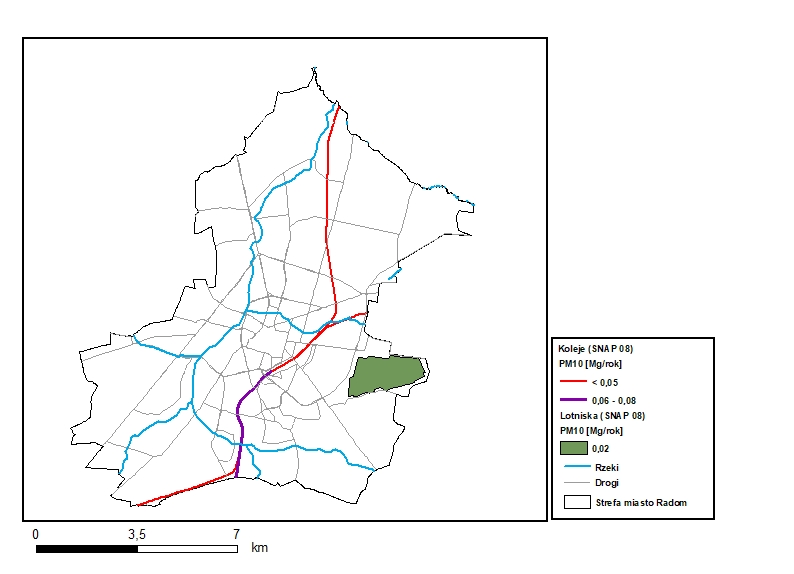 Koleje (SNAP 08)
PM10 [Mg/rok]
< 0,05
0,06 - 0,08
Lotniska (SNAP 08)
PM10 [Mg/rok]
0,02
Rzeki
Drogi
Strefa miasto Radom
0 3,5 7
km